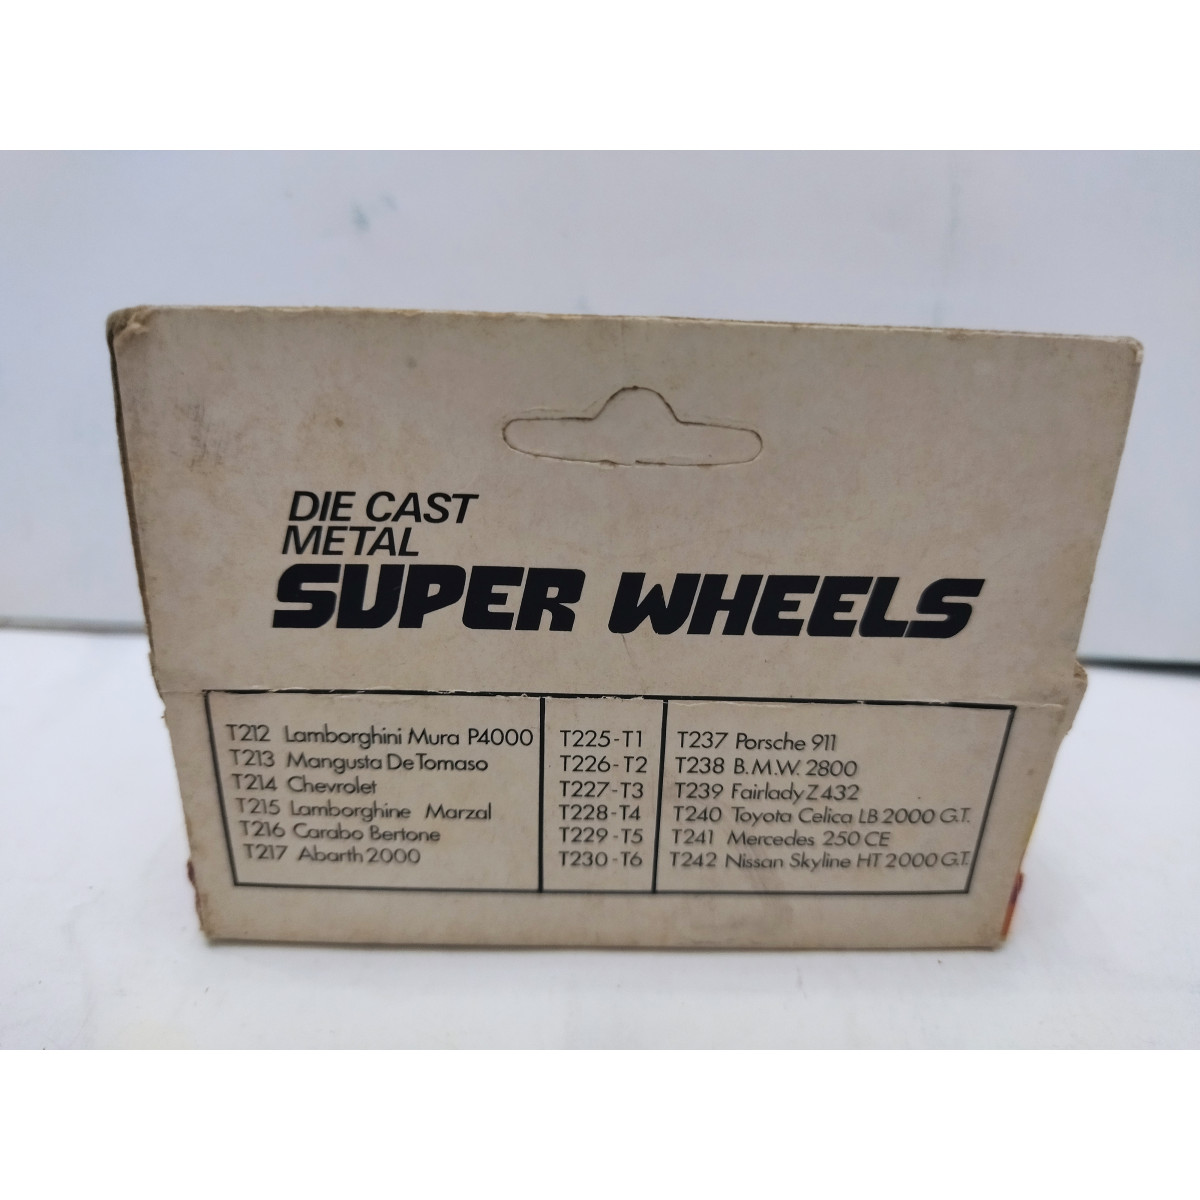 DIE CAST
METAL
SUPER WHEELS
T212 Lamborghini Mura P4000
T213 Mangusta De Tomaso
T214 Chevrolet
T215 Lamborghine Marzal
T216 Carabo Bertone
T217 Abarth 2000
T225-T1
T226-T2
T227-T3
T228-T4
T229-T5
T230-T6
T237 Porsche 911
T238 B.M.W. 2800
T239 Fairlady Z 432
T240 Toyota Celica LB 2000 G.T.
T241 Mercedes 250 CE
T242 Nissan Skyline HT 2000 G.T.